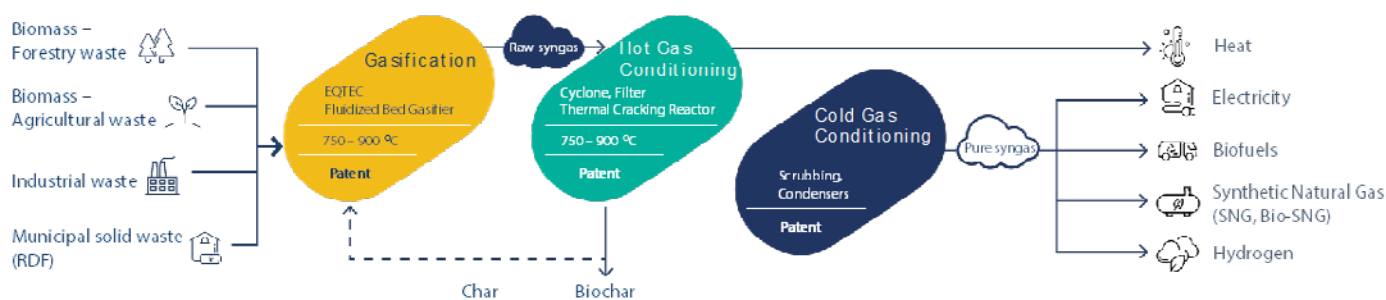 Biomass –
Forestry waste
Biomass –
Agricultural waste
Industrial waste
Municipal solid waste
(RDF)
Gasification
EQTEC
Fluidized Bed Gasifier
750 – 900 ºC
Patent
Raw syngas
Hot Gas
Conditioning
Cyclone, Filter
Thermal Cracking Reactor
750 – 900 ºC
Patent
Char
Biochar
Cold Gas
Conditioning
Scrubbing,
Condensers
Patent
Pure syngas
Heat
Electricity
Biofuels
Synthetic Natural Gas
(SNG, Bio-SNG)
Hydrogen